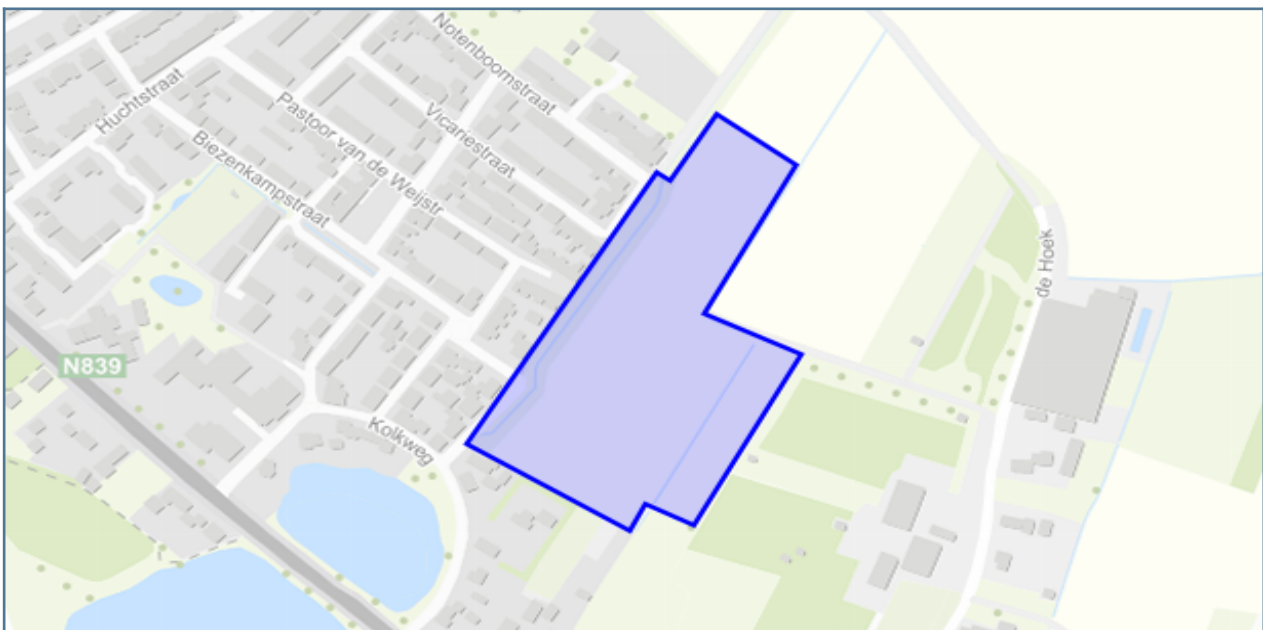 Notenboomstraat
Huchtstraat
Pastoor van de Weijstr
Vicariestraat
Biezenkampstraat
de Hoek
N839
Kolkweg